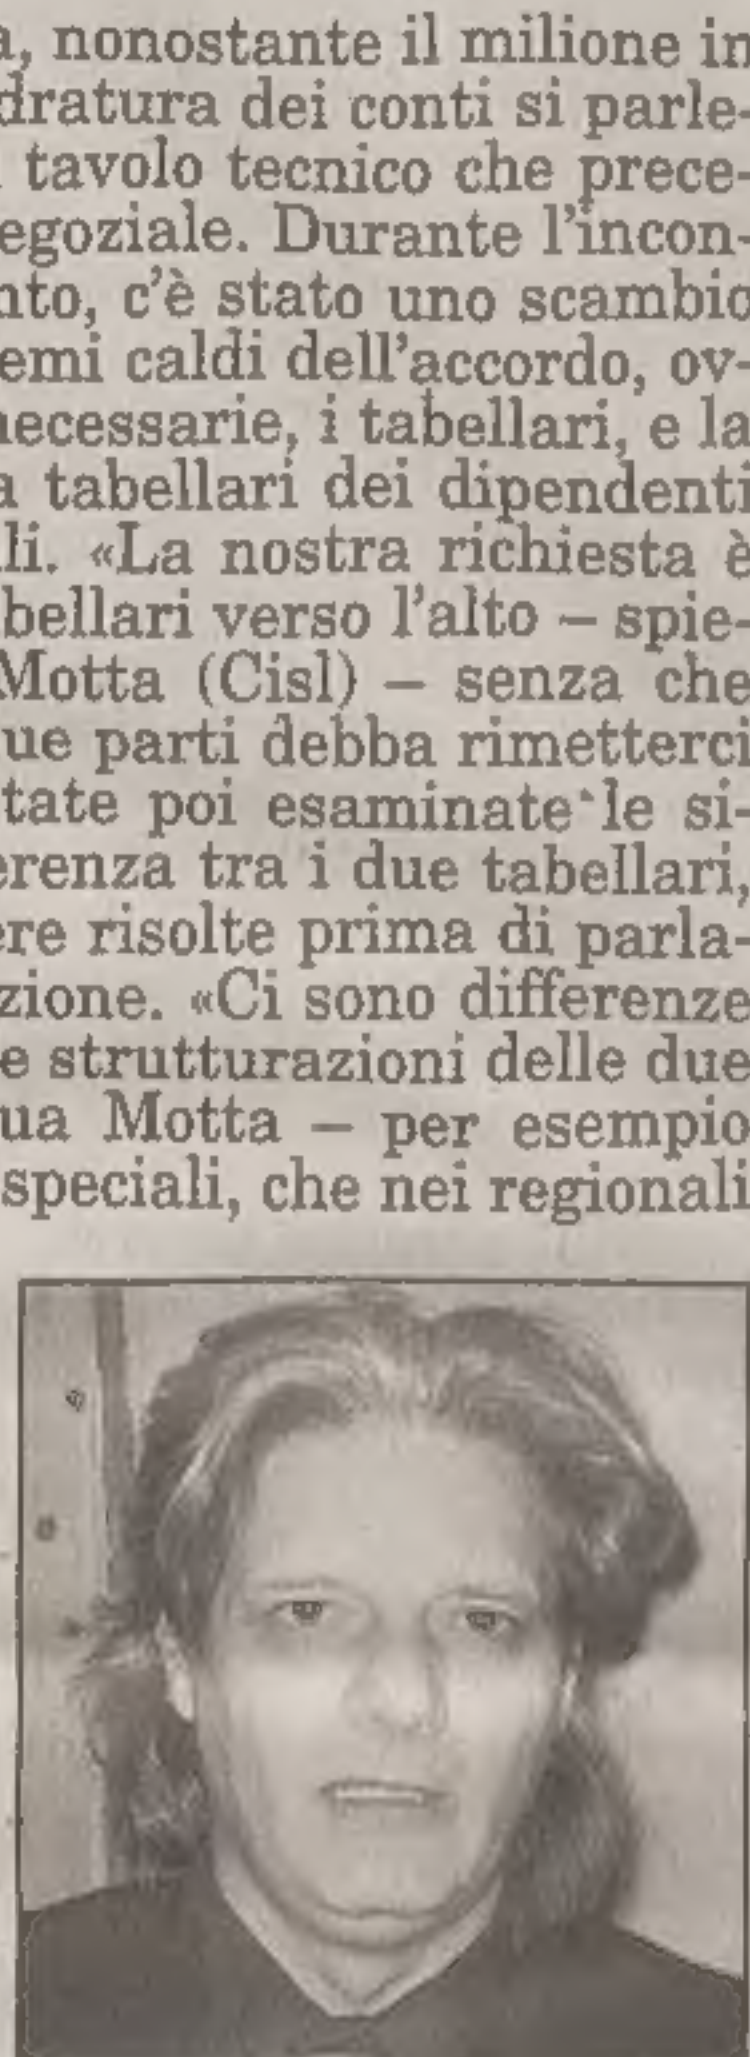 a, nonostante il milione in
dratura dei conti si parle-
tavolo tecnico che prece-
egoziale. Durante l'incon-
nto, c'è stato uno scambio
emi caldi dell'accordo, ov-
necessarie, i tabellari, e la
a tabellari dei dipendenti
li. «La nostra richiesta è
bellari verso l'alto – spie-
Motta (Cisl) – senza che
ue parti debba rimetterci
tate poi esaminate le si-
erenza tra i due tabellari,
ere risolte prima di parla-
zione. «Ci sono differenze
e strutturazioni delle due
ua Motta – per esempio
speciali, che nei regionali